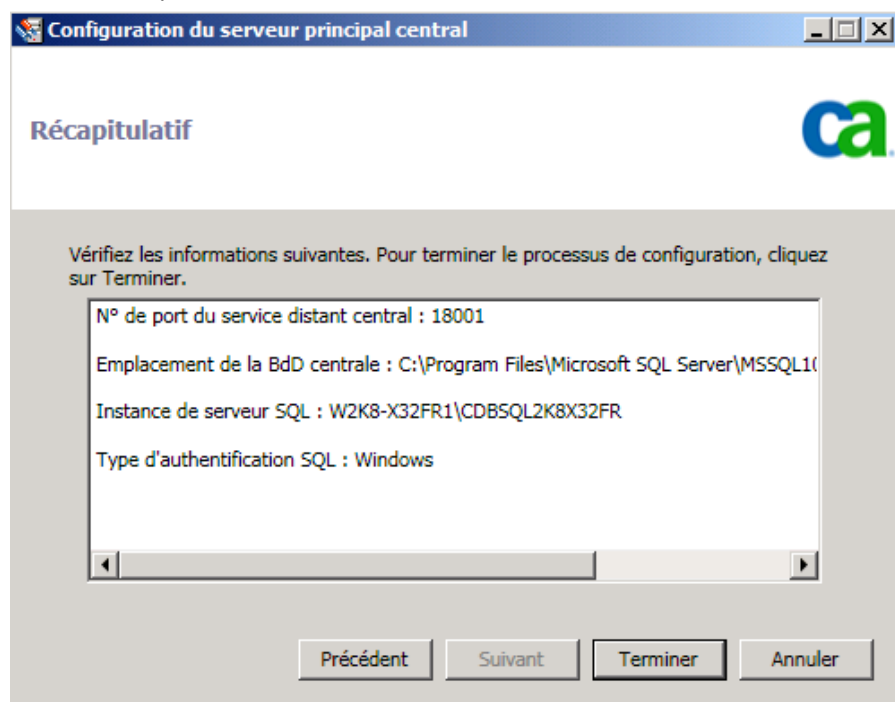 Configuration du serveur principal central
Récapitulatif
ca
Vérifiez les informations suivantes. Pour terminer le processus de configuration, cliquez
sur Terminer.
N° de port du service distant central : 18001
Emplacement de la BdD centrale : C:\Program Files\Microsoft SQL Server\MSSQL10
Instance de serveur SQL : W2K8-X32FR1\CDBSQL2K8X32FR
Type d'authentification SQL : Windows
Précédent Suivant Terminer Annuler